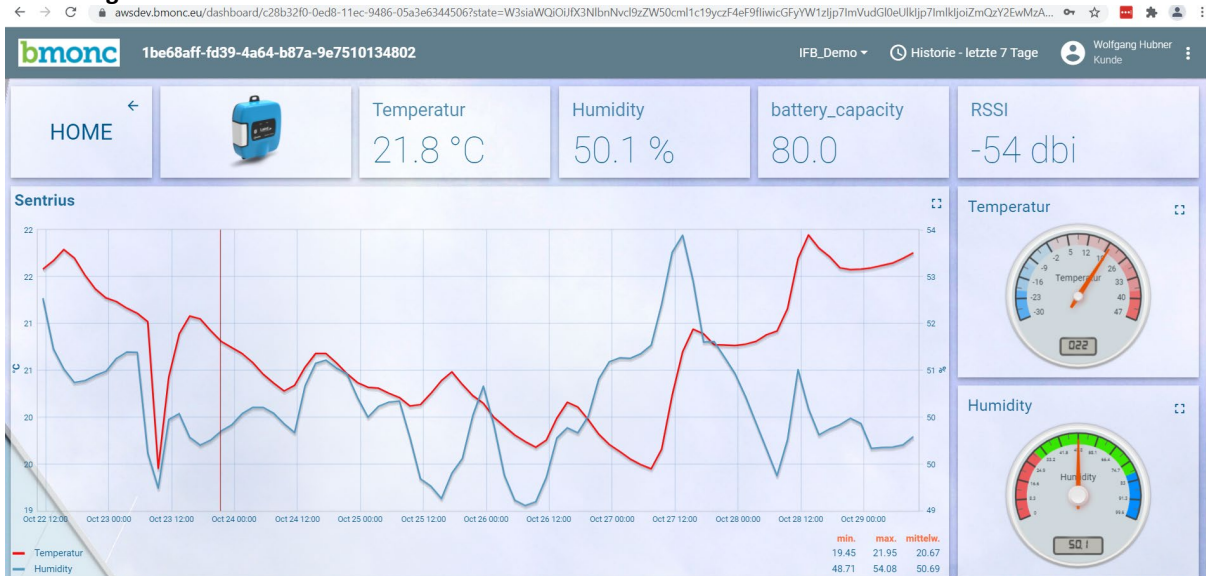 awsdev.bmonc.eu/dashboard/c28b32f0-0ed8-11ec-9486-05a3e6344506?state=W3siaWQiOiJfX3NlbnNvcl9zZW50cml1c19yczF4eF9fIiwicGFyYW1zIjp7ImVudGl0eUlkIjp7ImlkIjoiZmQzY2EwMzA...
bmonc 1be68aff-fd39-4a64-b87a-9e7510134802 IFB_Demo Historie - letzte 7 Tage Wolfgang Hubner
Kunde
HOME
Temperatur
21.8 °C
Humidity
50.1 %
battery_capacity
80.0
RSSI
-54 dbi
Sentrius
22
22
21
°C 21
20
20
19
54
53
52
51 %
50
50
49
Oct 22 12:00 Oct 23 00:00 Oct 23 12:00 Oct 24 00:00 Oct 24 12:00 Oct 25 00:00 Oct 25 12:00 Oct 26 00:00 Oct 26 12:00 Oct 27 00:00 Oct 27 12:00 Oct 28 00:00 Oct 28 12:00 Oct 29 00:00
min. max. mittelw.
Temperatur 19.45 21.95 20.67
Humidity 48.71 54.08 50.69
Temperatur
-30 -23 -16 -9 -2 5 12 19 26 33 40 47
Temperatur
022
Humidity
Humidity
50.1